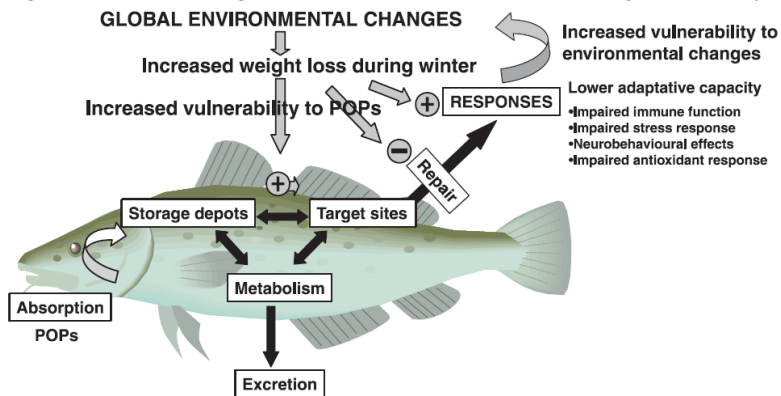 GLOBAL ENVIRONMENTAL CHANGES
Increased weight loss during winter
Increased vulnerability to POPs
Increased vulnerability to
environmental changes
+
RESPONSES
Lower adaptative capacity
•Impaired immune function
•Impaired stress response
•Neurobehavioural effects
•Impaired antioxidant response
−
Repair
+
Storage depots
Target sites
Metabolism
Absorption
POPs
Excretion